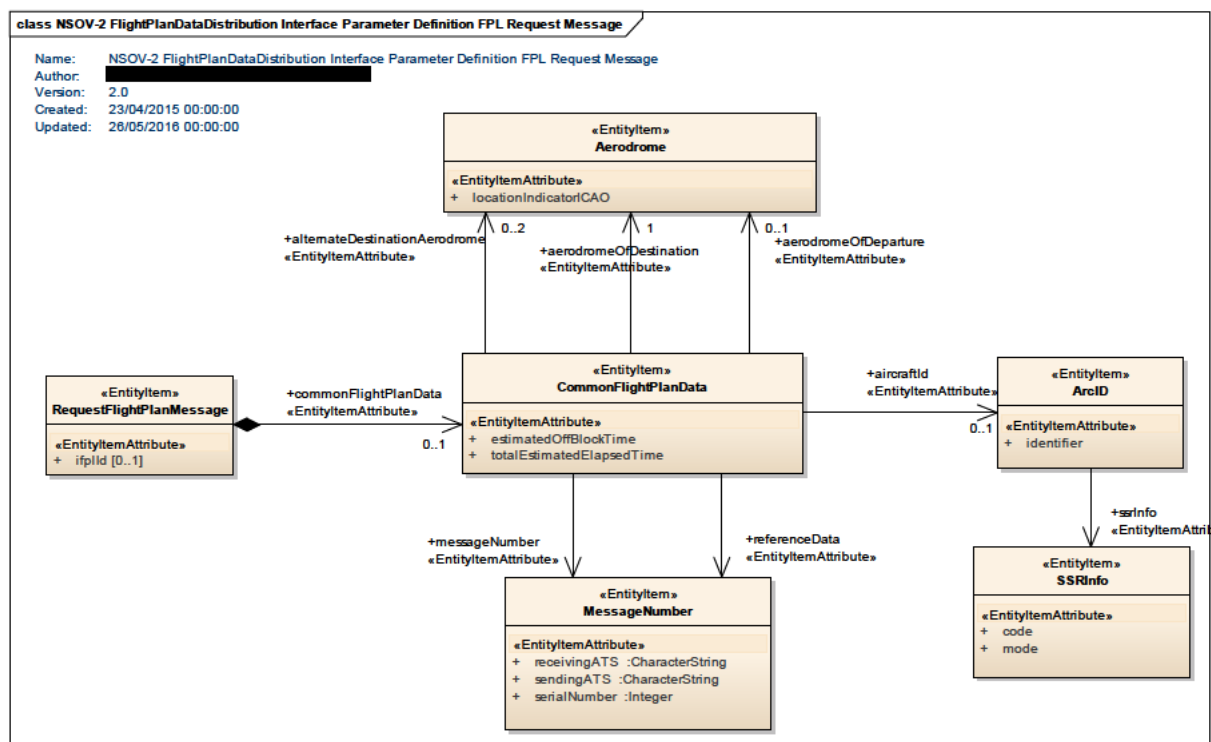 class NSOV-2 FlightPlanDataDistribution Interface Parameter Definition FPL Request Message
Name: NSOV-2 FlightPlanDataDistribution Interface Parameter Definition FPL Request Message
Author:
Version: 2.0
Created: 23/04/2015 00:00:00
Updated: 26/05/2016 00:00:00
«EntityItem»
Aerodrome
«EntityItemAttribute»
+ locationIndicatorICAO
+alternateDestinationAerodrome
«EntityItemAttribute»
0..2
+aerodromeOfDestination
«EntityItemAttribute»
1
0..1
+aerodromeOfDeparture
«EntityItemAttribute»
«EntityItem»
RequestFlightPlanMessage
«EntityItemAttribute»
+ ifplId [0..1]
+commonFlightPlanData
«EntityItemAttribute»
0..1
«EntityItem»
CommonFlightPlanData
«EntityItemAttribute»
+ estimatedOffBlockTime
+ totalEstimatedElapsedTime
+aircraftId
«EntityItemAttribute»
0..1
«EntityItem»
ArcID
«EntityItemAttribute»
+ identifier
+messageNumber
«EntityItemAttribute»
+referenceData
«EntityItemAttribute»
+ssrInfo
«EntityItemAttrib
«EntityItem»
MessageNumber
«EntityItemAttribute»
+ receivingATS :CharacterString
+ sendingATS :CharacterString
+ serialNumber :Integer
«EntityItem»
SSRInfo
«EntityItemAttribute»
+ code
+ mode